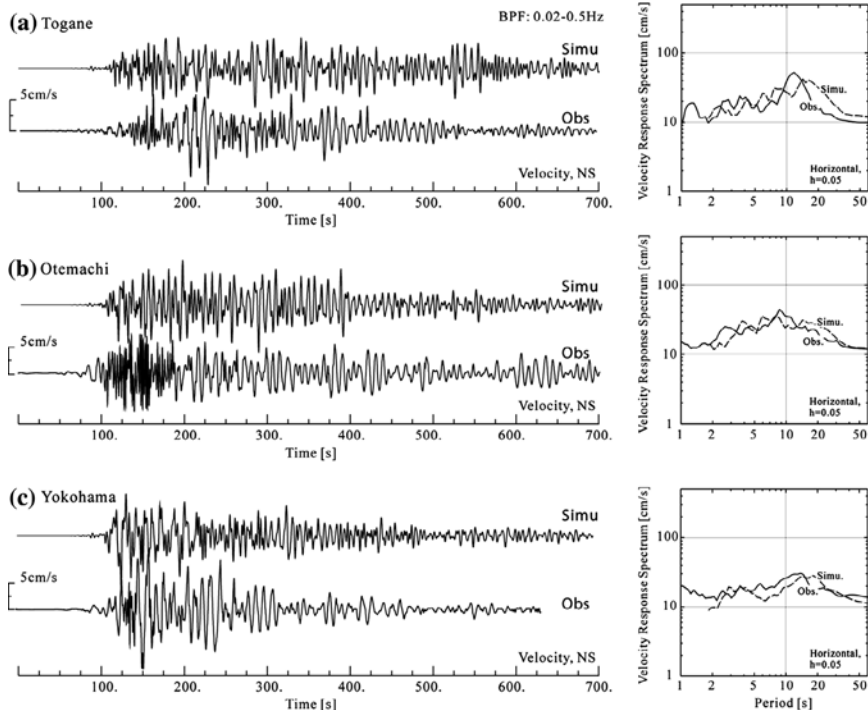 (a) Togane
BPF: 0.02-0.5Hz
Simu
5cm/s
Obs
Velocity, NS
100. 200. 300. 400. 500. 600. 700.
Time [s]
Velocity Response Spectrum [cm/s]
100
10
1
Simu.
Obs.
Horizontal,
h=0.05
1 2 5 10 20 50
(b) Otemachi
Simu
5cm/s
Obs
Velocity, NS
100. 200. 300. 400. 500. 600. 700.
Time [s]
Velocity Response Spectrum [cm/s]
100
10
1
Simu.
Obs.
Horizontal,
h=0.05
1 2 5 10 20 50
(c) Yokohama
Simu
5cm/s
Obs
Velocity, NS
100. 200. 300. 400. 500. 600. 700.
Time [s]
Velocity Response Spectrum [cm/s]
100
10
1
Simu.
Obs.
Horizontal,
h=0.05
1 2 5 10 20 50
Period [s]